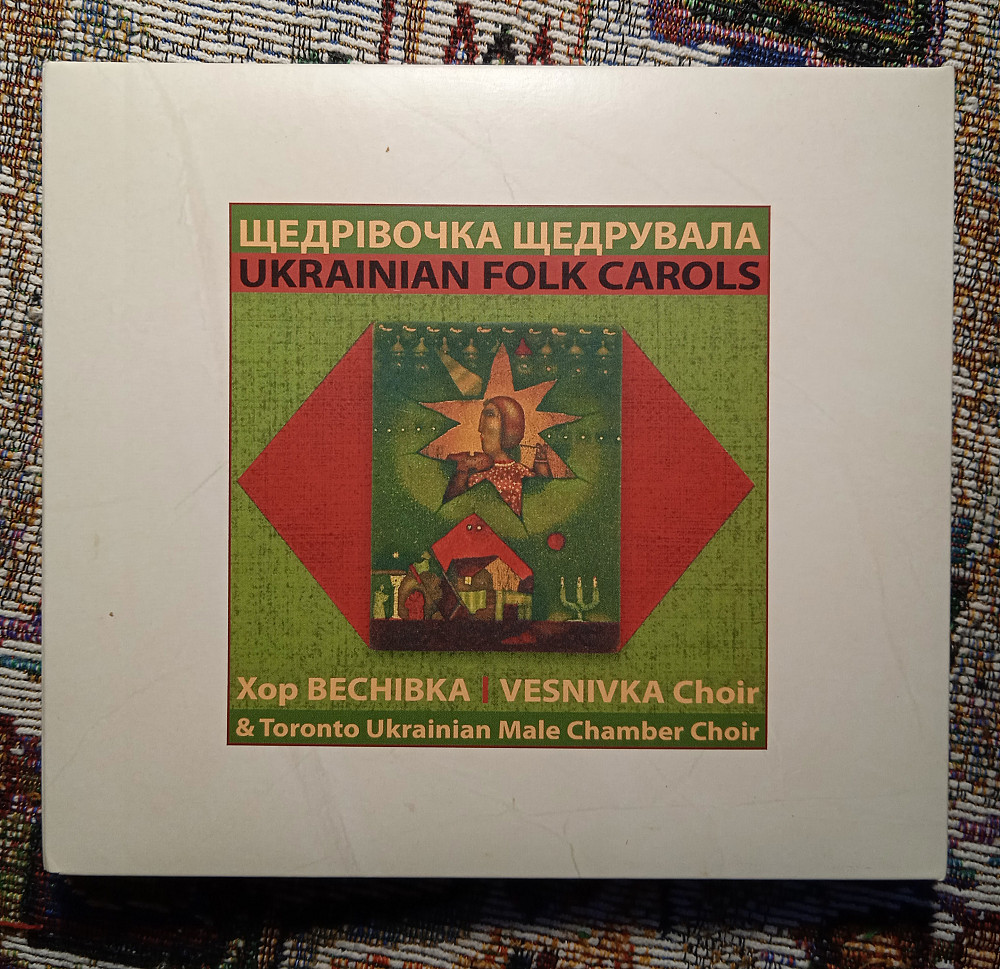 ЩЕДРІВОЧКА ЩЕДРУВАЛА
UKRAINIAN FOLK CAROLS
Хор ВЕСНІВКА | VESNIVKA Choir
& Toronto Ukrainian Male Chamber Choir